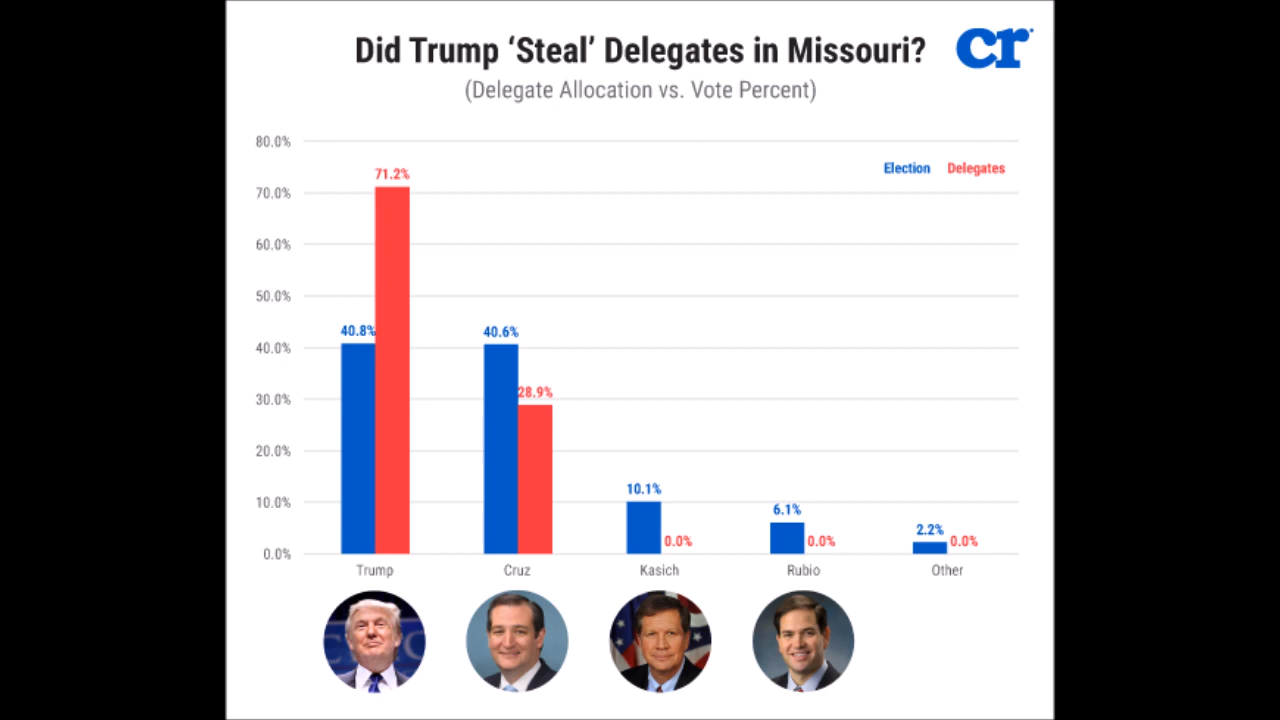 Did Trump ‘Steal’ Delegates in Missouri?
cr
(Delegate Allocation vs. Vote Percent)
80.0%
Election Delegates
71.2%
70.0%
60.0%
50.0%
40.8% 40.6%
40.0%
28.9%
30.0%
20.0%
10.1%
10.0%
6.1%
2.2%
0.0% 0.0% 0.0%
0.0%
Trump Cruz Kasich Rubio Other